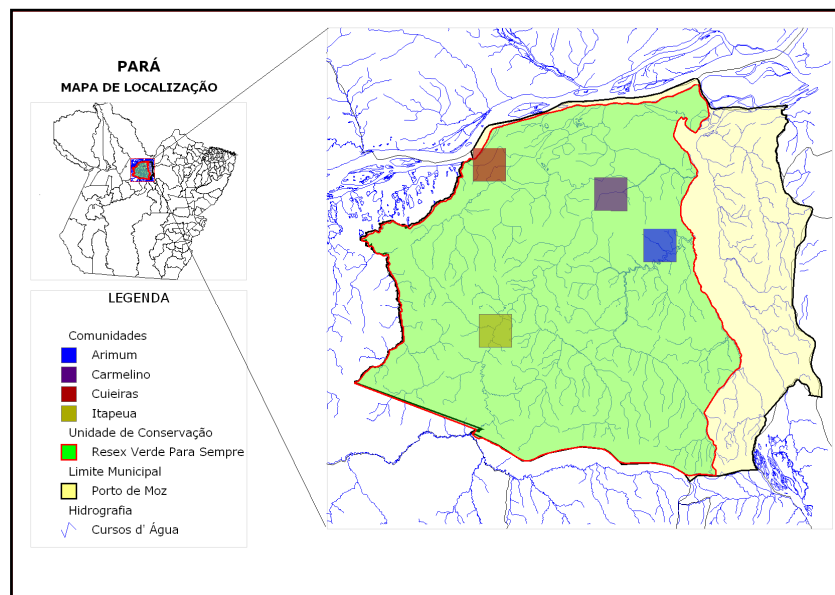 PARÁ
MAPA DE LOCALIZAÇÃO
LEGENDA
Comunidades
Arimum
Carmelino
Cuieiras
Itapeua
Unidade de Conservação
Resex Verde Para Sempre
Limite Municipal
Porto de Moz
Hidrografia
Cursos d' Água